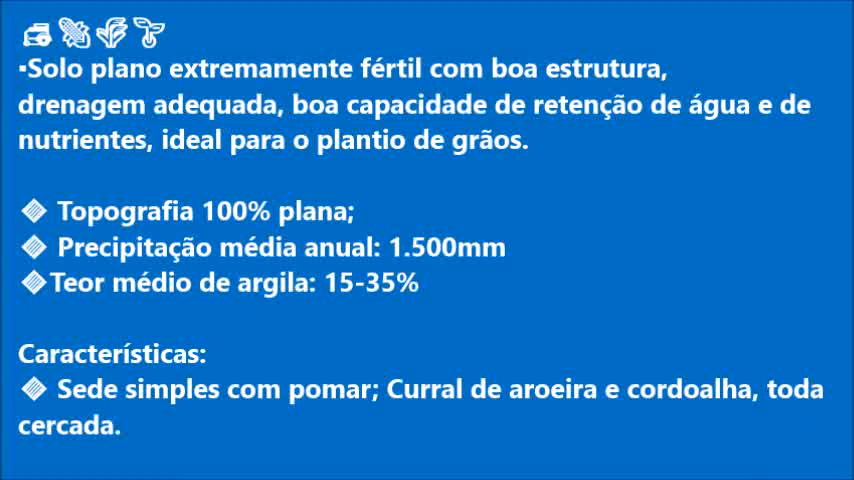 🚜🌽🌾🌱
▪Solo plano extremamente fértil com boa estrutura,
drenagem adequada, boa capacidade de retenção de água e de
nutrientes, ideal para o plantio de grãos.
◈ Topografia 100% plana;
◈ Precipitação média anual: 1.500mm
◈Teor médio de argila: 15-35%
Características:
◈ Sede simples com pomar; Curral de aroeira e cordoalha, toda
cercada.